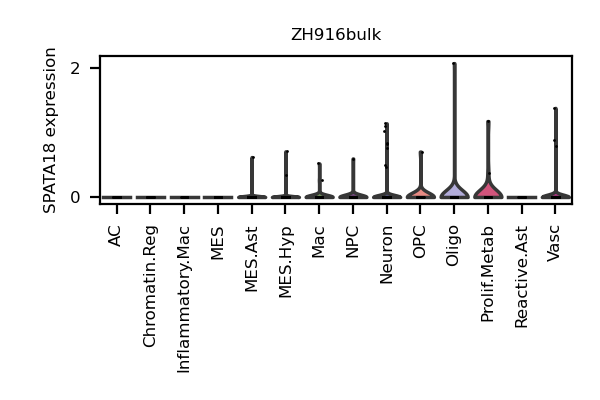 ZH916bulk
SPATA18 expression
2
0
AC
Chromatin.Reg
Inflammatory.Mac
MES
MES.Ast
MES.Hyp
Mac
NPC
Neuron
OPC
Oligo
Prolif.Metab
Reactive.Ast
Vasc